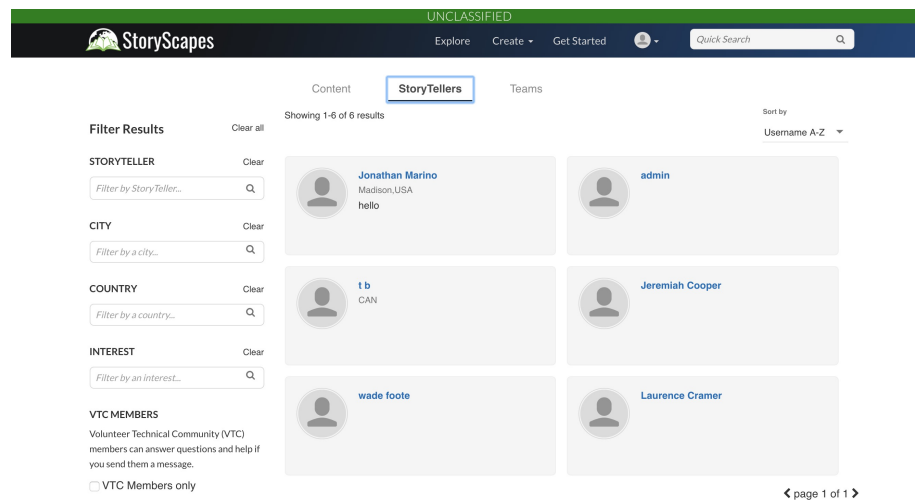 UNCLASSIFIED
StoryScapes
Explore Create Get Started Quick Search
Content StoryTellers Teams
Showing 1-6 of 6 results
Sort by
Username A-Z
Filter Results Clear all
STORYTELLER Clear
Filter by StoryTeller...
CITY Clear
Filter by a city...
COUNTRY Clear
Filter by a country...
INTEREST Clear
Filter by an interest...
VTC MEMBERS
Volunteer Technical Community (VTC)
members can answer questions and help if
you send them a message.
VTC Members only
Jonathan Marino
Madison,USA
hello
admin
t b
CAN
Jeremiah Cooper
wade foote
Laurence Cramer
page 1 of 1